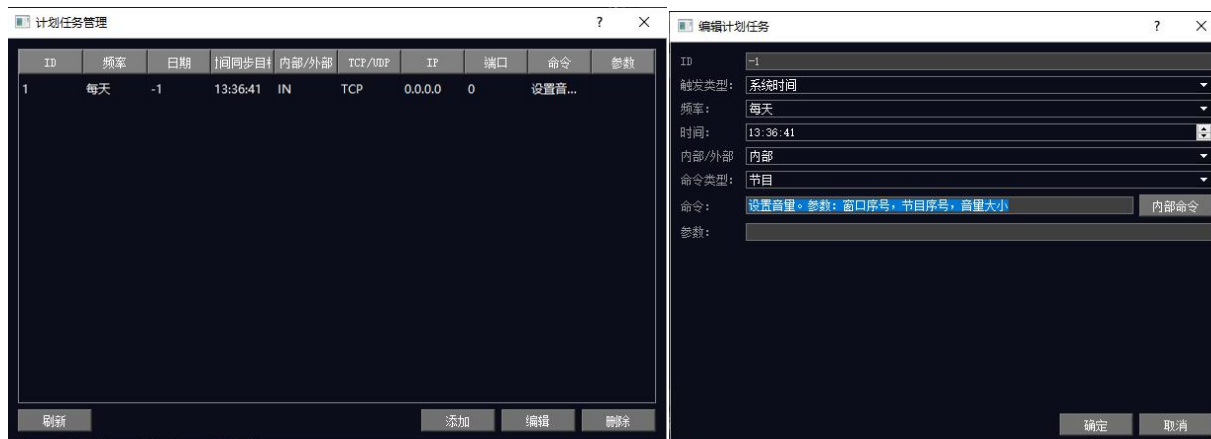 计划任务管理
ID 频率 日期 时间同步目标 内部/外部 TCP/UDP IP 端口 命令 参数
1 每天 -1 13:36:41 IN TCP 0.0.0.0 0 设置音...
刷新 添加 编辑 删除
编辑计划任务
ID -1
触发类型: 系统时间
频率: 每天
时间: 13:36:41
内部/外部 内部
命令类型: 节目
命令: 设置音量。参数: 窗口序号, 节目序号, 音量大小 内部命令
参数:
确定 取消